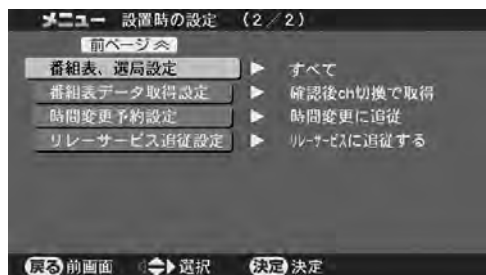 メニュー 設置時の設定 (2/2)
前ページ
番組表、選局設定 ▶ すべて
番組表データ取得設定 ▶ 確認後ch切換で取得
時間変更予約設定 ▶ 時間変更に追従
リレーサービス追従設定 ▶ リレーサービスに追従する
戻る 前画面 選択 決定 決定